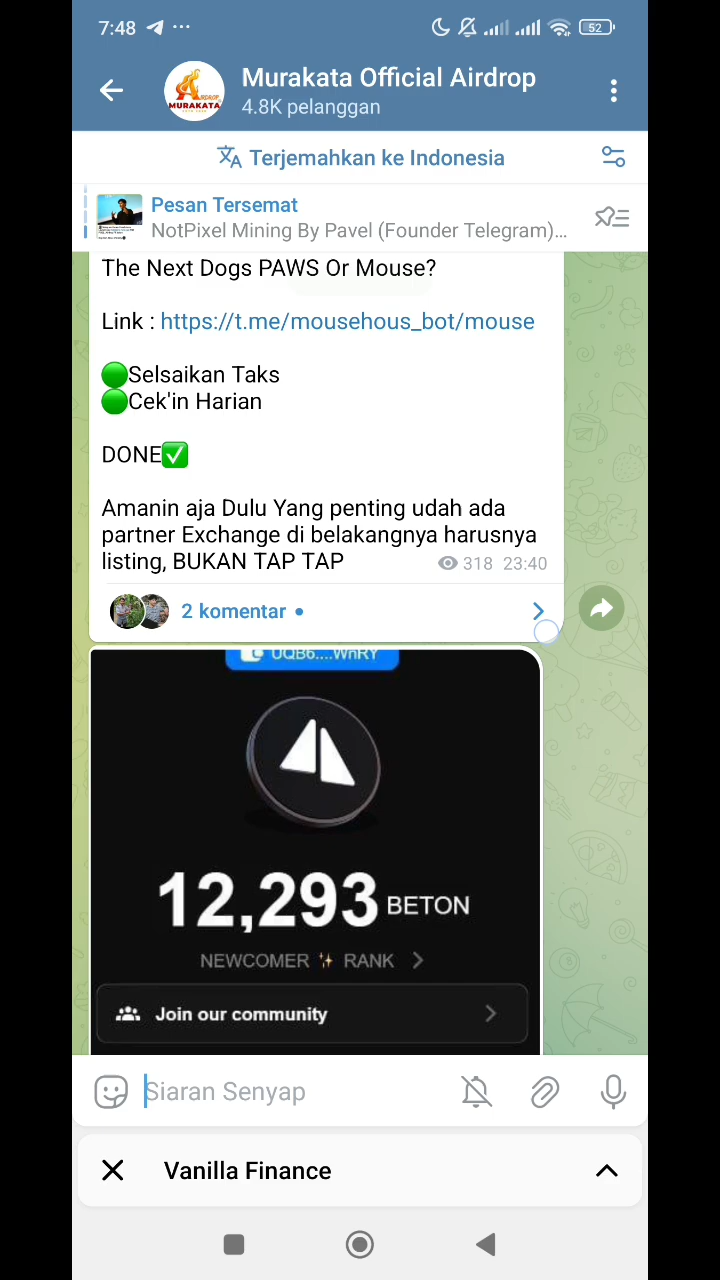 7:48
52
Murakata Official Airdrop
MURAKATA
4.8K pelanggan
Terjemahkan ke Indonesia
Pesan Tersemat
NotPixel Mining By Pavel (Founder Telegram)...
The Next Dogs PAWS Or Mouse?
Link : https://t.me/mousehous_bot/mouse
Selsaikan Taks
Cek'in Harian
DONE
Amanin aja Dulu Yang penting udah ada
partner Exchange di belakangnya harusnya
listing, BUKAN TAP TAP
318 23:40
2 komentar
UQB6....WnRY
12,293 BETON
NEWCOMER RANK
Join our community
Siaran Senyap
Vanilla Finance